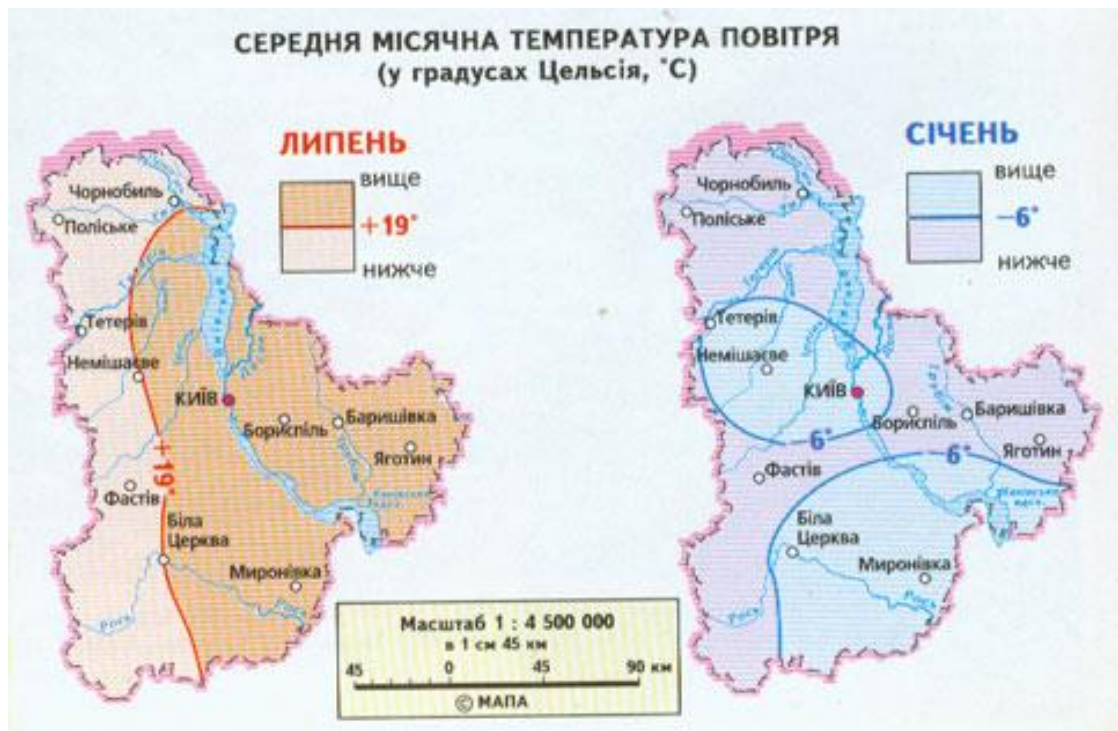 СЕРЕДНЯ МІСЯЧНА ТЕМПЕРАТУРА ПОВІТРЯ
(у градусах Цельсія, °С)
ЛИПЕНЬ
вище
+19°
нижче
Чорнобиль
Поліське
Тетерів
Немішаєве
КИЇВ
Бориспіль
Баришівка
Яготин
+19°
Фастів
Біла
Церква
Миронівка
Рось
Рось
СІЧЕНЬ
вище
−6°
нижче
Чорнобиль
Поліське
Тетерів
Немішаєве
КИЇВ
Бориспіль
Баришівка
Яготин
−6°
−6°
Фастів
Біла
Церква
Миронівка
Рось
Рось
Масштаб 1 : 4 500 000
в 1 см 45 км
45 0 45 90 км
© МАПА